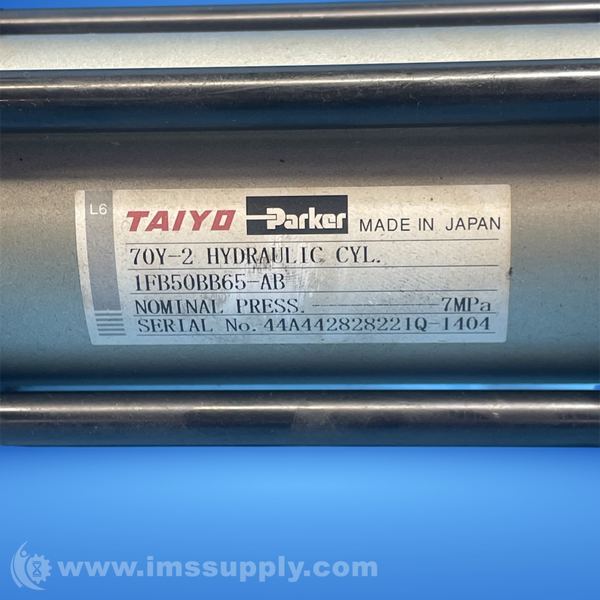 L6
TAIYO Parker MADE IN JAPAN
70Y-2 HYDRAULIC CYL.
1FB50BB65-AB
NOMINAL PRESS. 7MPa
SERIAL No. 44A442828221Q-1404
www.imssupply.com